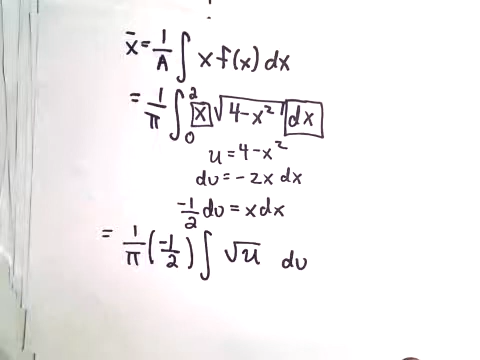 x̄ = 1/A ∫ x f(x) dx
= 1/π ∫₀² x √(4-x²) dx
u = 4-x²
du = -2x dx
-1/2 du = x dx
= 1/π (-1/2) ∫ √u du